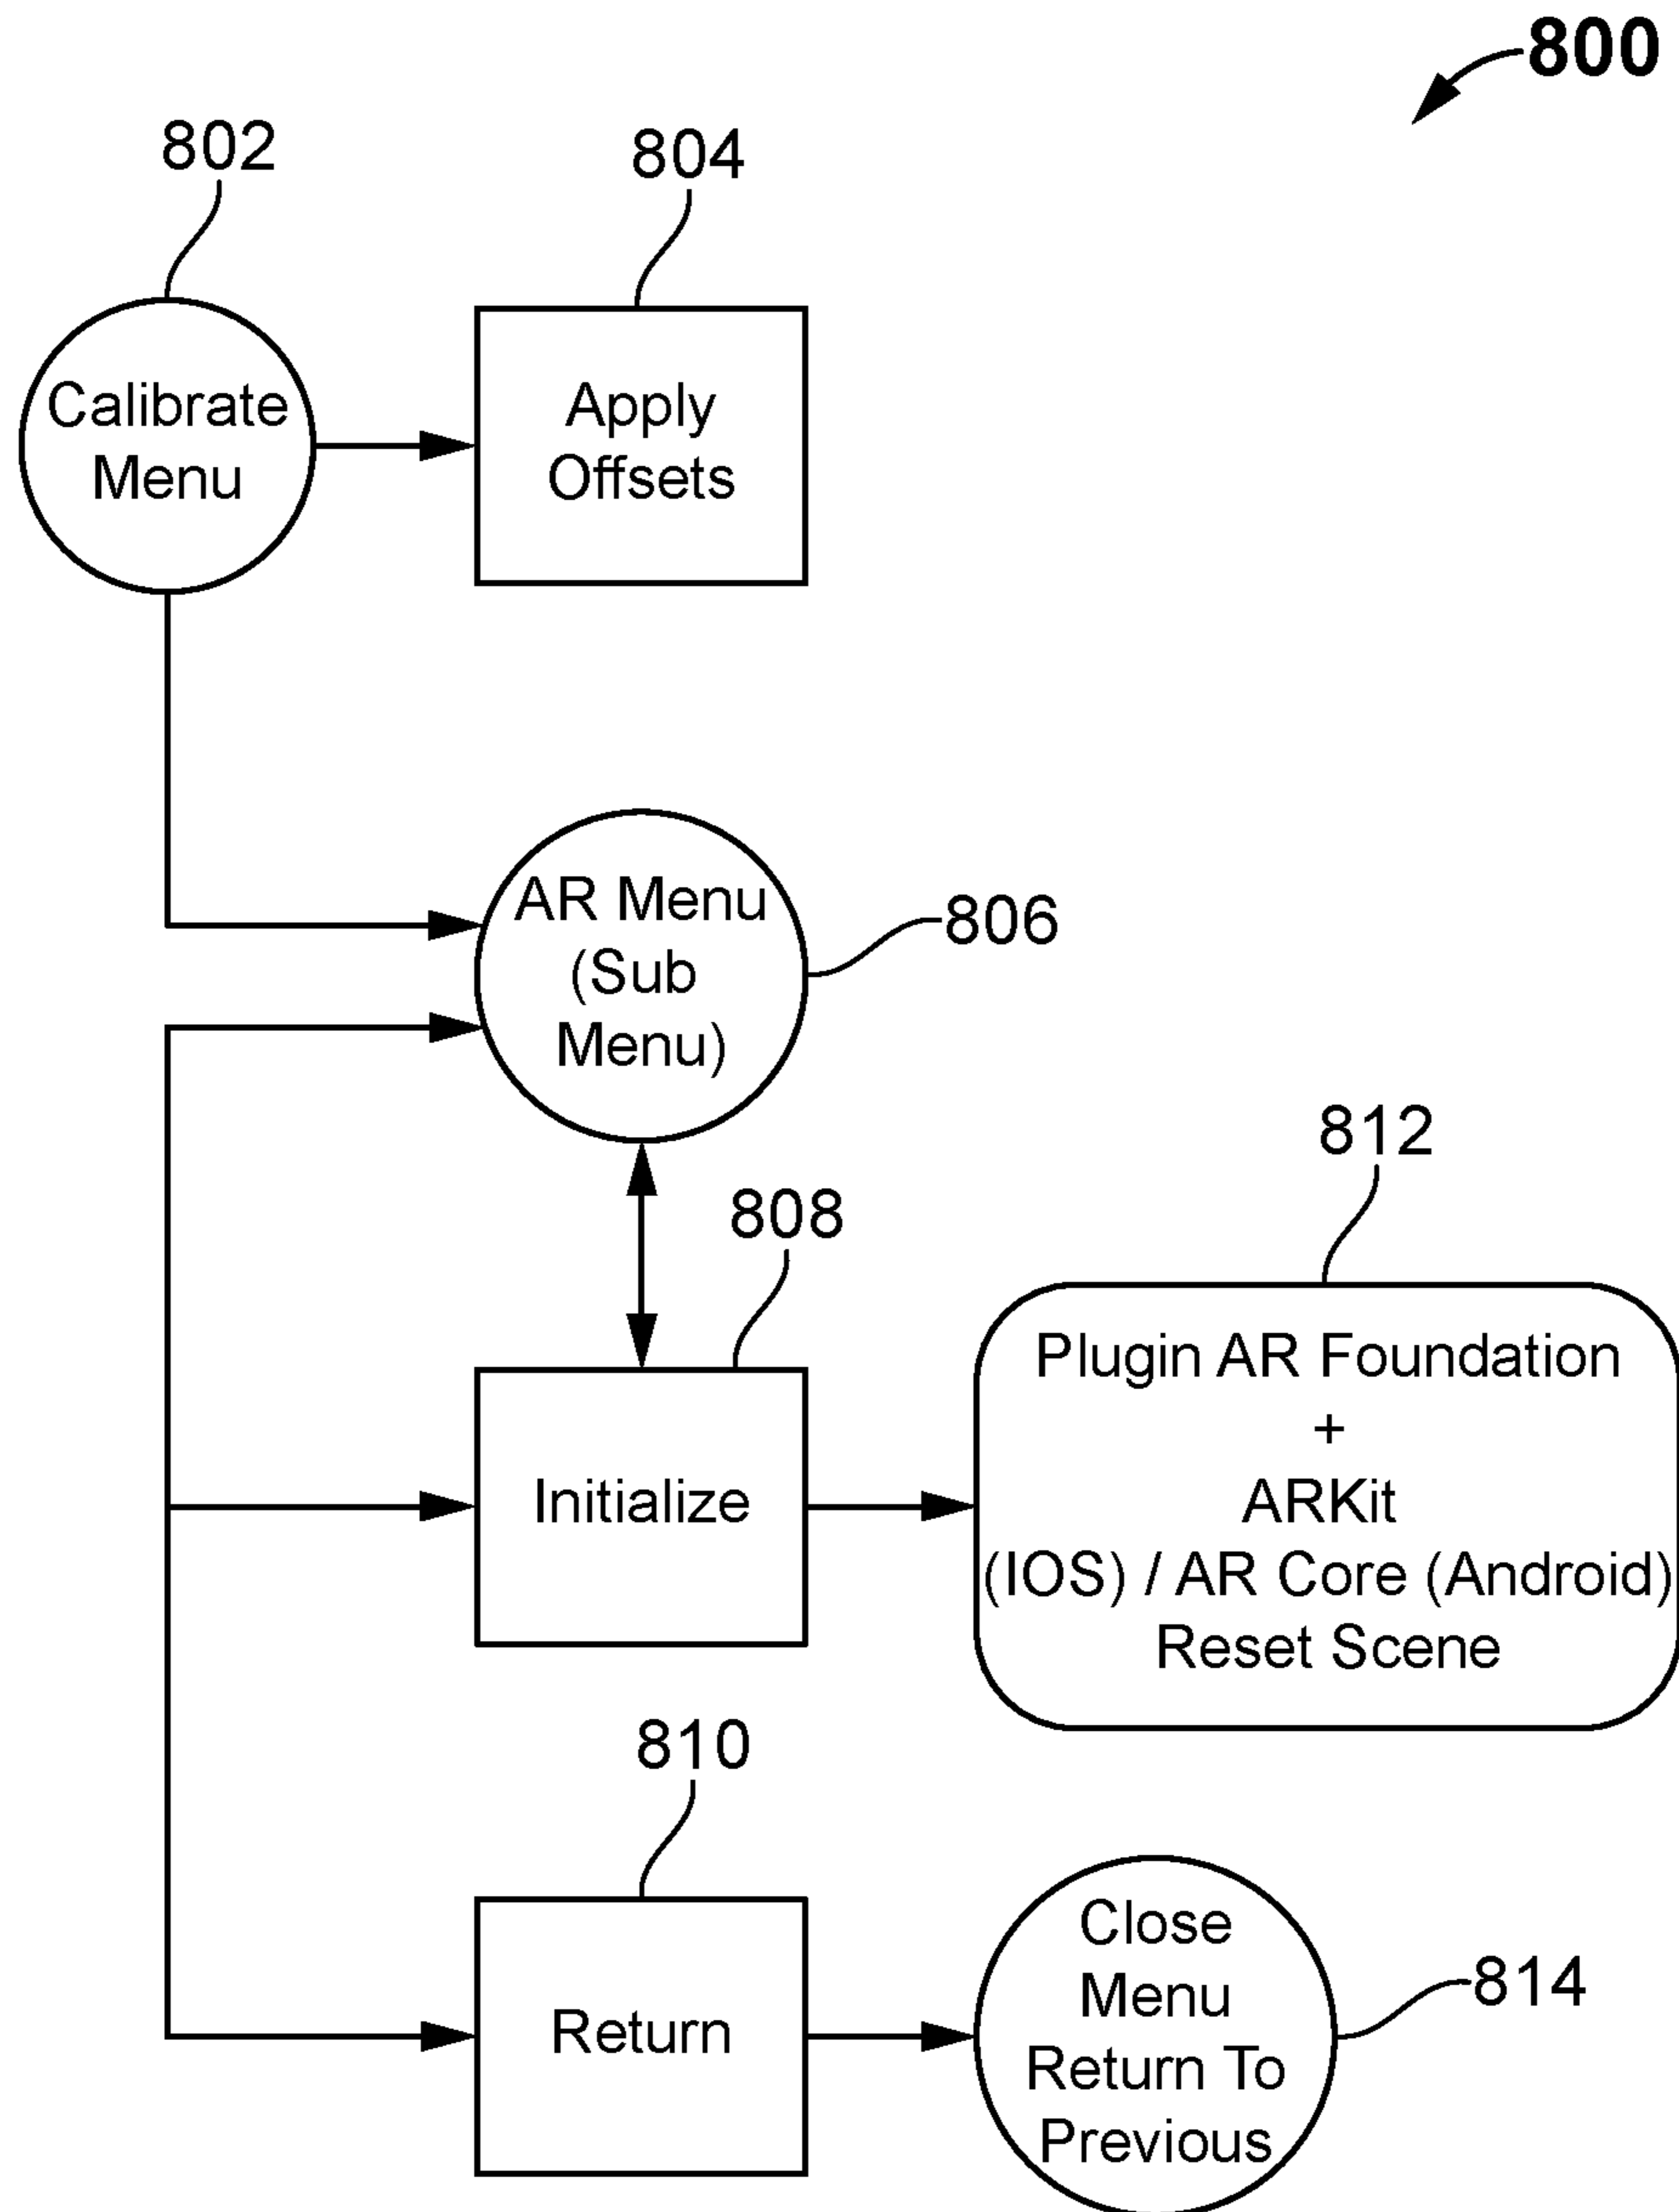 800
802
804
Calibrate
Menu
Apply
Offsets
AR Menu
(Sub
Menu)
806
808
812
Initialize
Plugin AR Foundation
+
ARKit
(IOS) / AR Core (Android)
Reset Scene
810
Return
Close
Menu
Return To
Previous
814